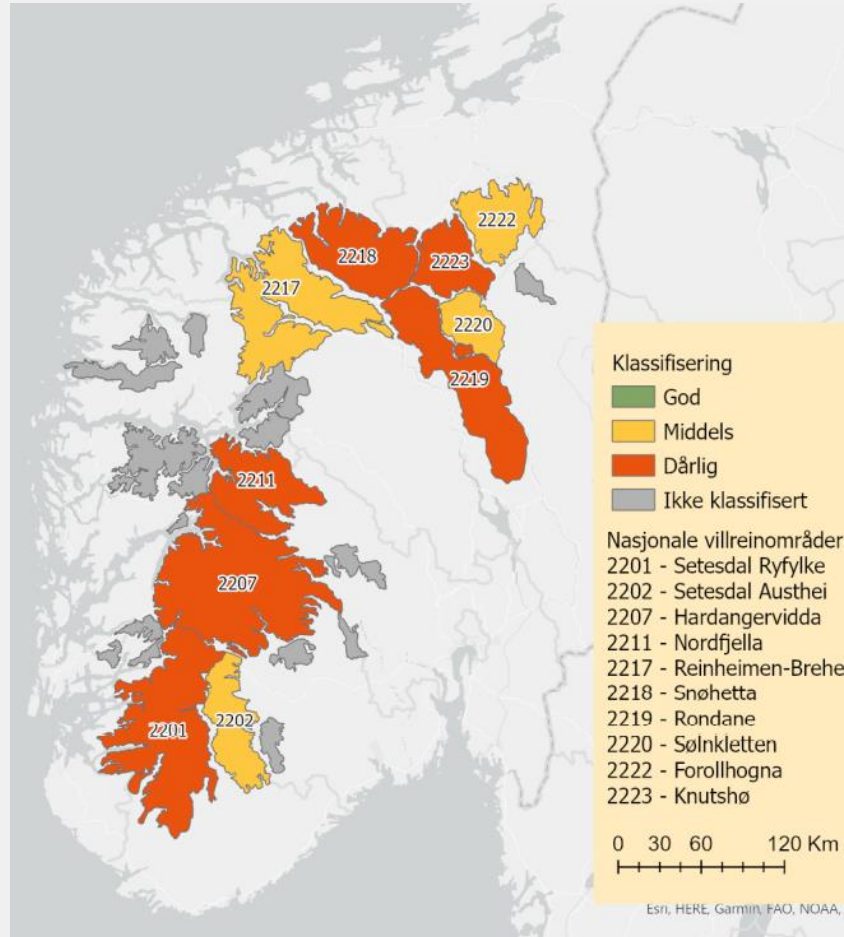 2222
2218
2223
2217
2220
2219
2211
2207
2202
2201
Klassifisering
God
Middels
Dårlig
Ikke klassifisert
Nasjonale villreinområder
2201 - Setesdal Ryfylke
2202 - Setesdal Austhei
2207 - Hardangervidda
2211 - Nordfjella
2217 - Reinheimen-Brehe
2218 - Snøhetta
2219 - Rondane
2220 - Sølnkletten
2222 - Forollhogna
2223 - Knutshø
0 30 60 120 Km
Esri, HERE, Garmin, FAO, NOAA,